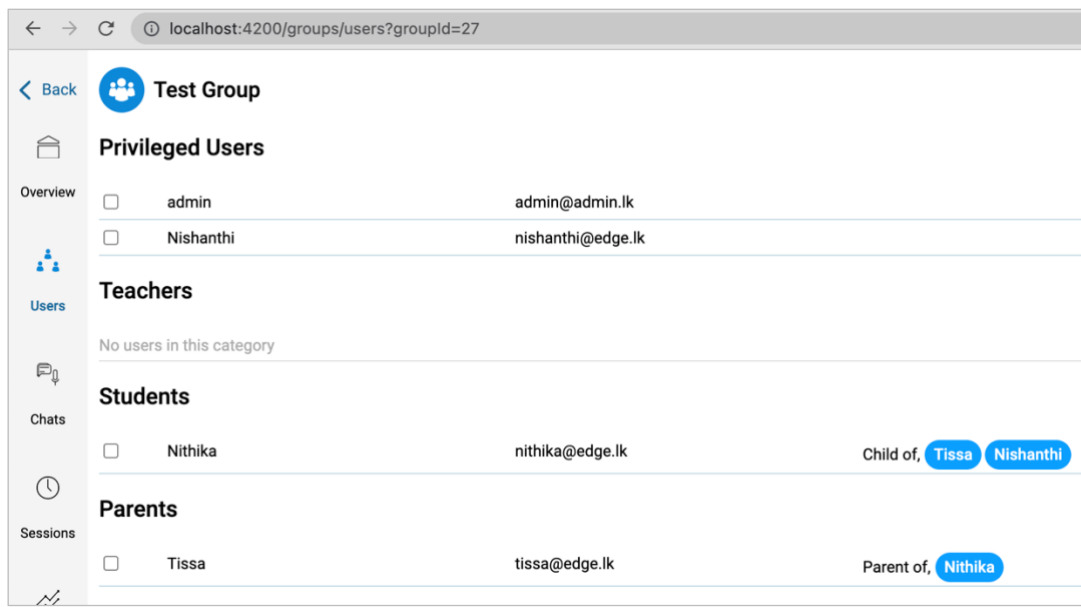 localhost:4200/groups/users?groupId=27
Back
Test Group
Privileged Users
Overview
admin admin@admin.lk
Nishanthi nishanthi@edge.lk
Teachers
Users
No users in this category
Students
Chats
Nithika nithika@edge.lk Child of, Tissa Nishanthi
Parents
Sessions
Tissa tissa@edge.lk Parent of, Nithika